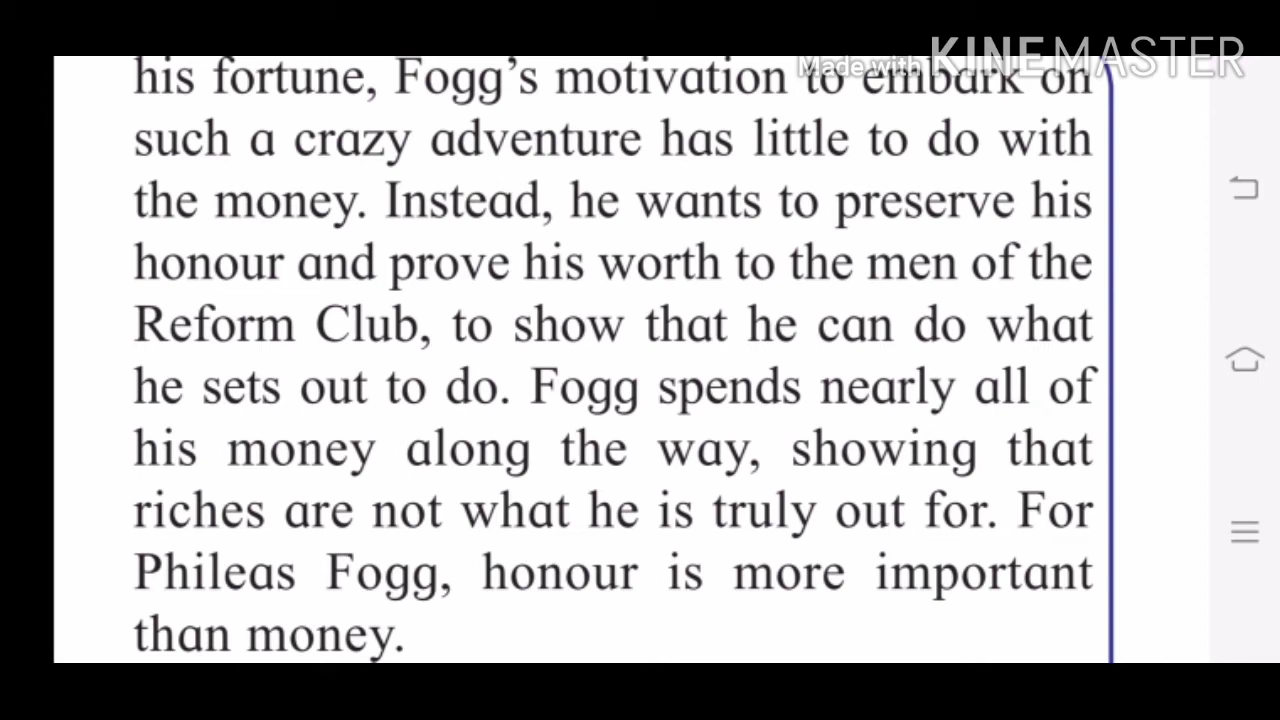 Made with KINEMASTER
his fortune, Fogg's motivation to embark on
such a crazy adventure has little to do with
the money. Instead, he wants to preserve his
honour and prove his worth to the men of the
Reform Club, to show that he can do what
he sets out to do. Fogg spends nearly all of
his money along the way, showing that
riches are not what he is truly out for. For
Phileas Fogg, honour is more important
than money.